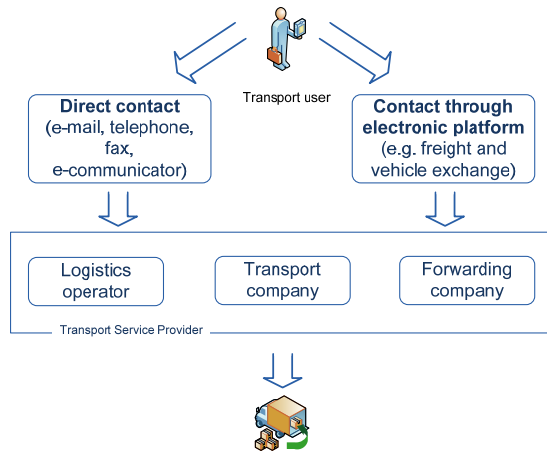 Transport user
Direct contact
(e-mail, telephone,
fax,
e-communicator)
Contact through
electronic platform
(e.g. freight and
vehicle exchange)
Logistics
operator
Transport
company
Forwarding
company
Transport Service Provider